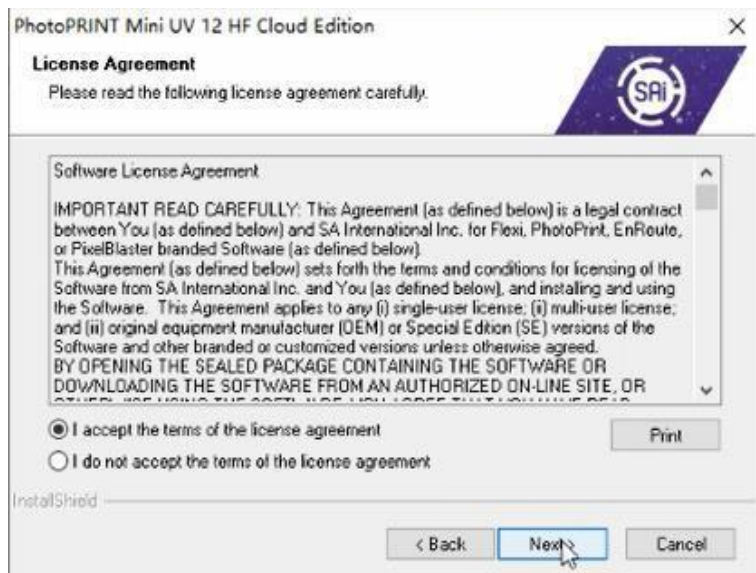 PhotoPRINT Mini UV 12 HF Cloud Edition
License Agreement
Please read the following license agreement carefully.
SAi
Software License Agreement
IMPORTANT READ CAREFULLY: This Agreement (as defined below) is a legal contract
between You (as defined below) and SA International Inc. for Flexi, PhotoPrint, EnRoute,
or PixelBlaster branded Software (as defined below).
This Agreement (as defined below) sets forth the terms and conditions for licensing of the
Software from SA International Inc. and You (as defined below), and installing and using
the Software. This Agreement applies to any (i) single-user license; (ii) multi-user license;
and (ii) original equipment manufacturer (OEM) or Special Edition (SE) versions of the
Software and other branded or customized versions unless otherwise agreed.
BY OPENING THE SEALED PACKAGE CONTAINING THE SOFTWARE OR
DOWNLOADING THE SOFTWARE FROM AN AUTHORIZED ON-LINE SITE, OR
I accept the terms of the license agreement
Print
I do not accept the terms of the license agreement
InstallShield
< Back
Next >
Cancel